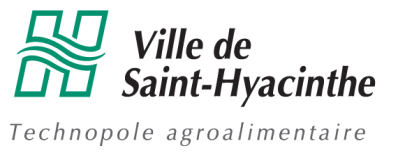 Ville de
Saint-Hyacinthe
Technopole agroalimentaire